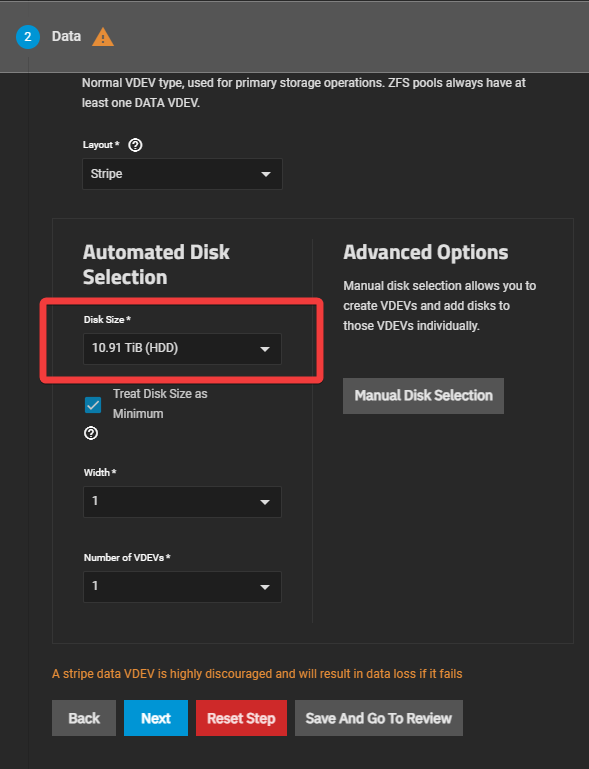 2 Data
Normal VDEV type, used for primary storage operations. ZFS pools always have at
least one DATA VDEV.
Layout *
Stripe
Automated Disk
Selection
Disk Size *
10.91 TiB (HDD)
Treat Disk Size as
Minimum
Width *
1
Number of VDEVs *
1
Advanced Options
Manual disk selection allows you to
create VDEVs and add disks to
those VDEVs individually.
Manual Disk Selection
A stripe data VDEV is highly discouraged and will result in data loss if it fails
Back Next Reset Step Save And Go To Review